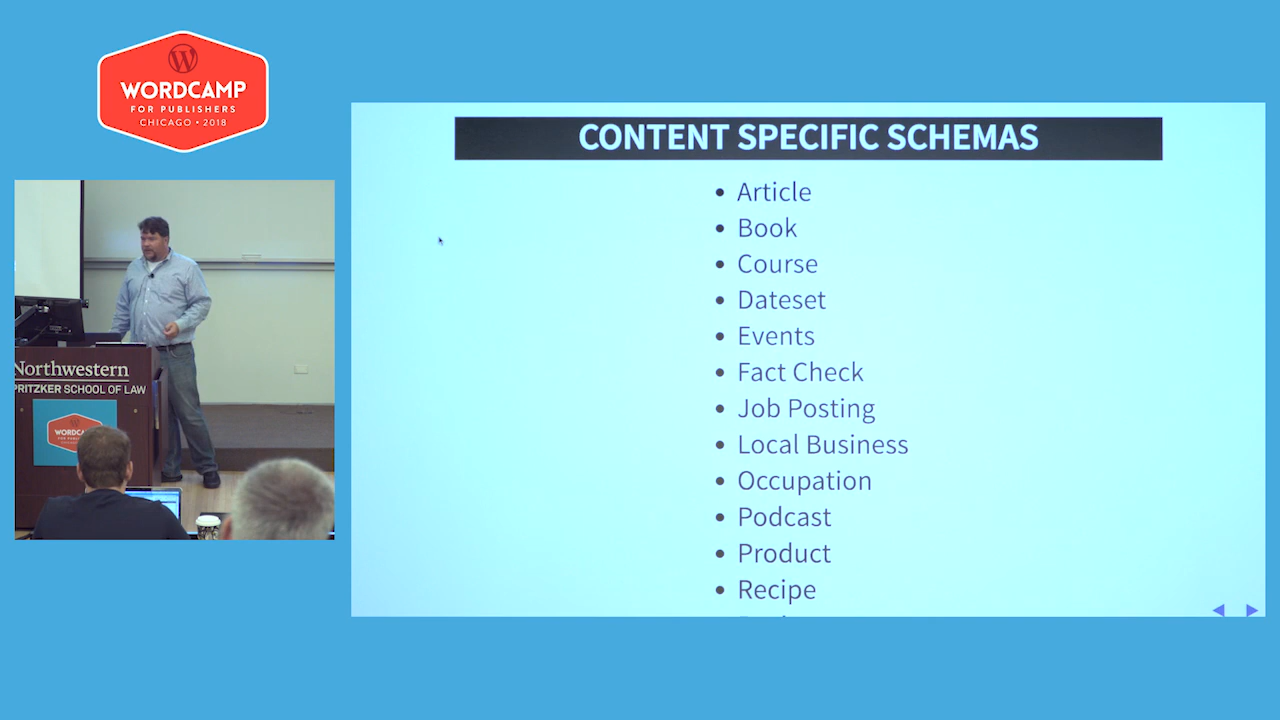 WORDCAMP
FOR PUBLISHERS
CHICAGO • 2018
CONTENT SPECIFIC SCHEMAS
• Article
• Book
• Course
• Dateset
• Events
• Fact Check
• Job Posting
• Local Business
• Occupation
• Podcast
• Product
• Recipe
Northwestern
PRITZKER SCHOOL OF LAW